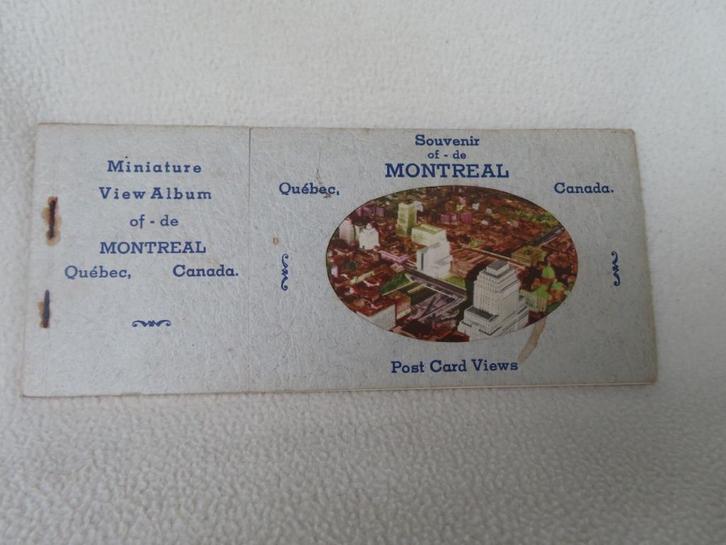 Miniature
View Album
of - de
MONTREAL
Québec, Canada.
Souvenir
of - de
MONTREAL
Québec, Canada.
Post Card Views